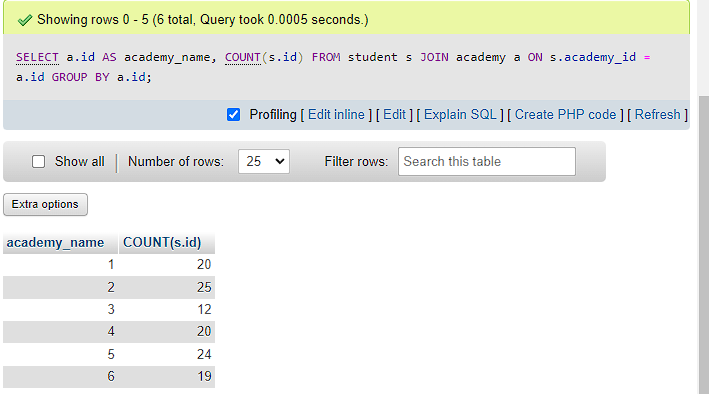 Showing rows 0 - 5 (6 total, Query took 0.0005 seconds.)
SELECT a.id AS academy_name, COUNT(s.id) FROM student s JOIN academy a ON s.academy_id =
a.id GROUP BY a.id;
Profiling [ Edit inline ] [ Edit ] [ Explain SQL ] [ Create PHP code ] [ Refresh ]
Show all | Number of rows: 25 Filter rows: Search this table
Extra options
academy_name COUNT(s.id)
1 20
2 25
3 12
4 20
5 24
6 19